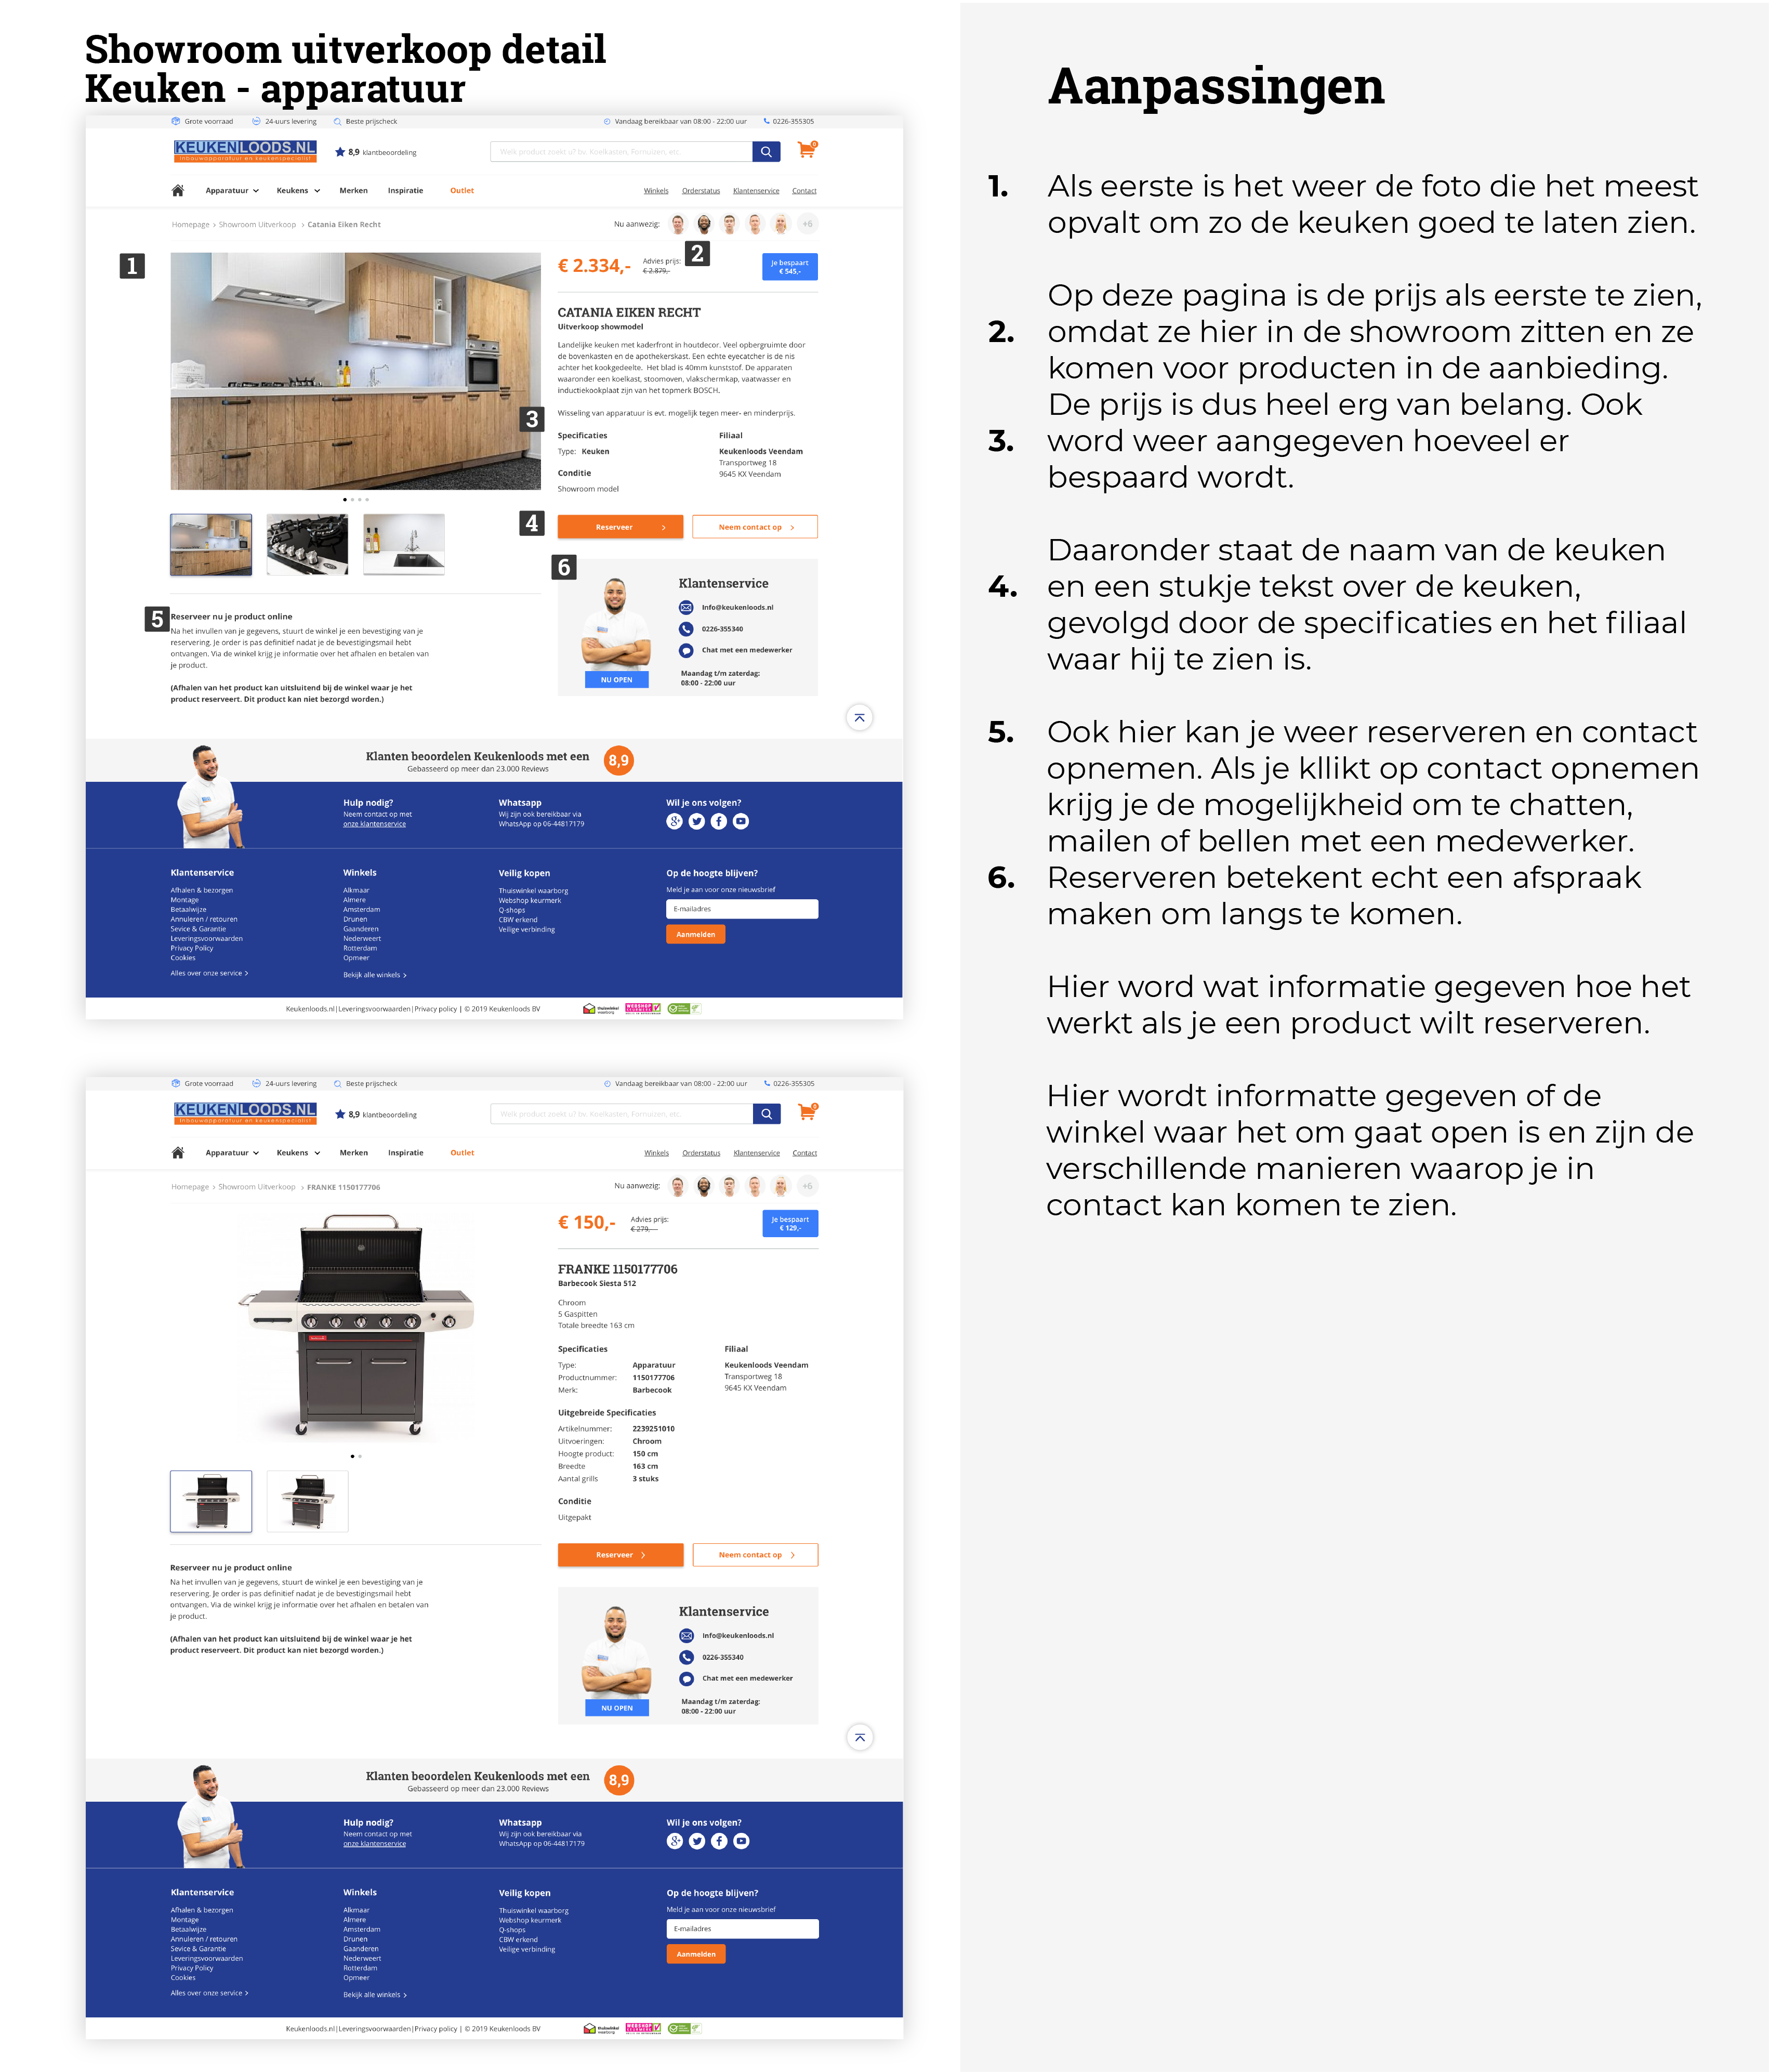 Showroom uitverkoop detail
Keuken - apparatuur
Grote voorraad 24-uurs levering Beste prijscheck Vandaag bereikbaar van 08:00 - 22:00 uur 0226-355305
KEUKENLOODS.NL
Inbouwapparatuur en keukenspecialist
8,9 klantbeoordeling
Welk product zoekt u? bv. Koelkasten, Fornuizen, etc.
0
Apparatuur Keukens Merken Inspiratie Outlet Winkels Orderstatus Klantenservice Contact
Homepage > Showroom Uitverkoop > Catania Eiken Recht
Nu aanwezig: +6
1
2
€ 2.334,-
Advies prijs:
€ 2.879,-
Je bespaart
€ 545,-
CATANIA EIKEN RECHT
Uitverkoop showmodel
Landelijke keuken met kaderfront in houtdecor. Veel opbergruimte door
de bovenkasten en de apothekerskast. Een echte eyecatcher is de nis
achter het kookgedeelte. Het blad is 40mm kunststof. De apparaten
waaronder een koelkast, stoomoven, vlakschermkap, vaatwasser en
inductiekookplaat zijn van het topmerk BOSCH.
Wisseling van apparatuur is evt. mogelijk tegen meer- en minderprijs.
3
Specificaties
Type: Keuken
Conditie
Showroom model
Filiaal
Keukenloods Veendam
Transportweg 18
9645 KX Veendam
4
Reserveer >
Neem contact op >
5
Reserveer nu je product online
Na het invullen van je gegevens, stuurt de winkel je een bevestiging van je
reservering. Je order is pas definitief nadat je de bevestigingsmail hebt
ontvangen. Via de winkel krijg je informatie over het afhalen en betalen van
je product.
(Afhalen van het product kan uitsluitend bij de winkel waar je het
product reserveert. Dit product kan niet bezorgd worden.)
6
Klantenservice
Info@keukenloods.nl
0226-355340
Chat met een medewerker
Maandag t/m zaterdag:
08:00 - 22:00 uur
NU OPEN
Klanten beoordelen Keukenloods met een
Gebasseerd op meer dan 23.000 Reviews
8,9
Hulp nodig?
Neem contact op met
onze klantenservice
Whatsapp
Wij zijn ook bereikbaar via
WhatsApp op 06-44817179
Wil je ons volgen?
Klantenservice
Afhalen & bezorgen
Montage
Betaalwijze
Annuleren / retouren
Sevice & Garantie
Leveringsvoorwaarden
Privacy Policy
Cookies
Alles over onze service >
Winkels
Alkmaar
Almere
Amsterdam
Drunen
Gaanderen
Nederweert
Rotterdam
Opmeer
Bekijk alle winkels >
Veilig kopen
Thuiswinkel waarborg
Webshop keurmerk
Q-shops
CBW erkend
Veilige verbinding
Op de hoogte blijven?
Meld je aan voor onze nieuwsbrief
E-mailadres
Aanmelden
Keukenloods.nl|Leveringsvoorwaarden|Privacy policy | © 2019 Keukenloods BV
Grote voorraad 24-uurs levering Beste prijscheck Vandaag bereikbaar van 08:00 - 22:00 uur 0226-355305
KEUKENLOODS.NL
Inbouwapparatuur en keukenspecialist
8,9 klantbeoordeling
Welk product zoekt u? bv. Koelkasten, Fornuizen, etc.
0
Apparatuur Keukens Merken Inspiratie Outlet Winkels Orderstatus Klantenservice Contact
Homepage > Showroom Uitverkoop > FRANKE 1150177706
Nu aanwezig: +6
€ 150,-
Advies prijs:
€ 279,-
Je bespaart
€ 129,-
FRANKE 1150177706
Barbecook Siesta 512
Chroom
5 Gaspitten
Totale breedte 163 cm
Specificaties
Type: Apparatuur
Productnummer: 1150177706
Merk: Barbecook
Filiaal
Keukenloods Veendam
Transportweg 18
9645 KX Veendam
Uitgebreide Specificaties
Artikelnummer: 2239251010
Uitvoeringen: Chroom
Hoogte product: 150 cm
Breedte 163 cm
Aantal grills 3 stuks
Conditie
Uitgepakt
Reserveer >
Neem contact op >
Reserveer nu je product online
Na het invullen van je gegevens, stuurt de winkel je een bevestiging van je
reservering. Je order is pas definitief nadat je de bevestigingsmail hebt
ontvangen. Via de winkel krijg je informatie over het afhalen en betalen van
je product.
(Afhalen van het product kan uitsluitend bij de winkel waar je het
product reserveert. Dit product kan niet bezorgd worden.)
Klantenservice
Info@keukenloods.nl
0226-355340
Chat met een medewerker
Maandag t/m zaterdag:
08:00 - 22:00 uur
NU OPEN
Klanten beoordelen Keukenloods met een
Gebasseerd op meer dan 23.000 Reviews
8,9
Hulp nodig?
Neem contact op met
onze klantenservice
Whatsapp
Wij zijn ook bereikbaar via
WhatsApp op 06-44817179
Wil je ons volgen?
Klantenservice
Afhalen & bezorgen
Montage
Betaalwijze
Annuleren / retouren
Sevice & Garantie
Leveringsvoorwaarden
Privacy Policy
Cookies
Alles over onze service >
Winkels
Alkmaar
Almere
Amsterdam
Drunen
Gaanderen
Nederweert
Rotterdam
Opmeer
Bekijk alle winkels >
Veilig kopen
Thuiswinkel waarborg
Webshop keurmerk
Q-shops
CBW erkend
Veilige verbinding
Op de hoogte blijven?
Meld je aan voor onze nieuwsbrief
E-mailadres
Aanmelden
Keukenloods.nl|Leveringsvoorwaarden|Privacy policy | © 2019 Keukenloods BV
Aanpassingen
1. Als eerste is het weer de foto die het meest
opvalt om zo de keuken goed te laten zien.
Op deze pagina is de prijs als eerste te zien,
2. omdat ze hier in de showroom zitten en ze
komen voor producten in de aanbieding.
De prijs is dus heel erg van belang. Ook
3. word weer aangegeven hoeveel er
bespaard wordt.
Daaronder staat de naam van de keuken
4. en een stukje tekst over de keuken,
gevolgd door de specificaties en het filiaal
waar hij te zien is.
5. Ook hier kan je weer reserveren en contact
opnemen. Als je kllikt op contact opnemen
krijg je de mogelijkheid om te chatten,
mailen of bellen met een medewerker.
6. Reserveren betekent echt een afspraak
maken om langs te komen.
Hier word wat informatie gegeven hoe het
werkt als je een product wilt reserveren.
Hier wordt informatte gegeven of de
winkel waar het om gaat open is en zijn de
verschillende manieren waarop je in
contact kan komen te zien.